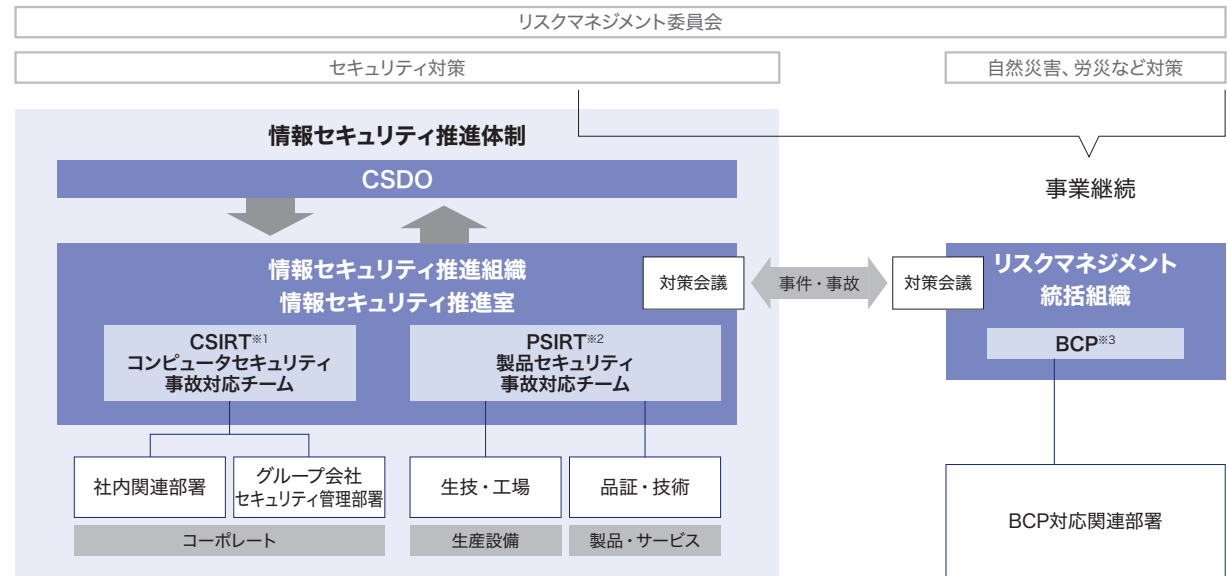 リスクマネジメント委員会
セキュリティ対策
自然災害、労災など対策
情報セキュリティ推進体制
CSDO
事業継続
情報セキュリティ推進組織
情報セキュリティ推進室
対策会議
事件・事故
対策会議
リスクマネジメント
統括組織
CSIRT※1
コンピュータセキュリティ
事故対応チーム
PSIRT※2
製品セキュリティ
事故対応チーム
BCP※3
社内関連部署
グループ会社
セキュリティ管理部署
生技・工場
品証・技術
BCP対応関連部署
コーポレート
生産設備
製品・サービス